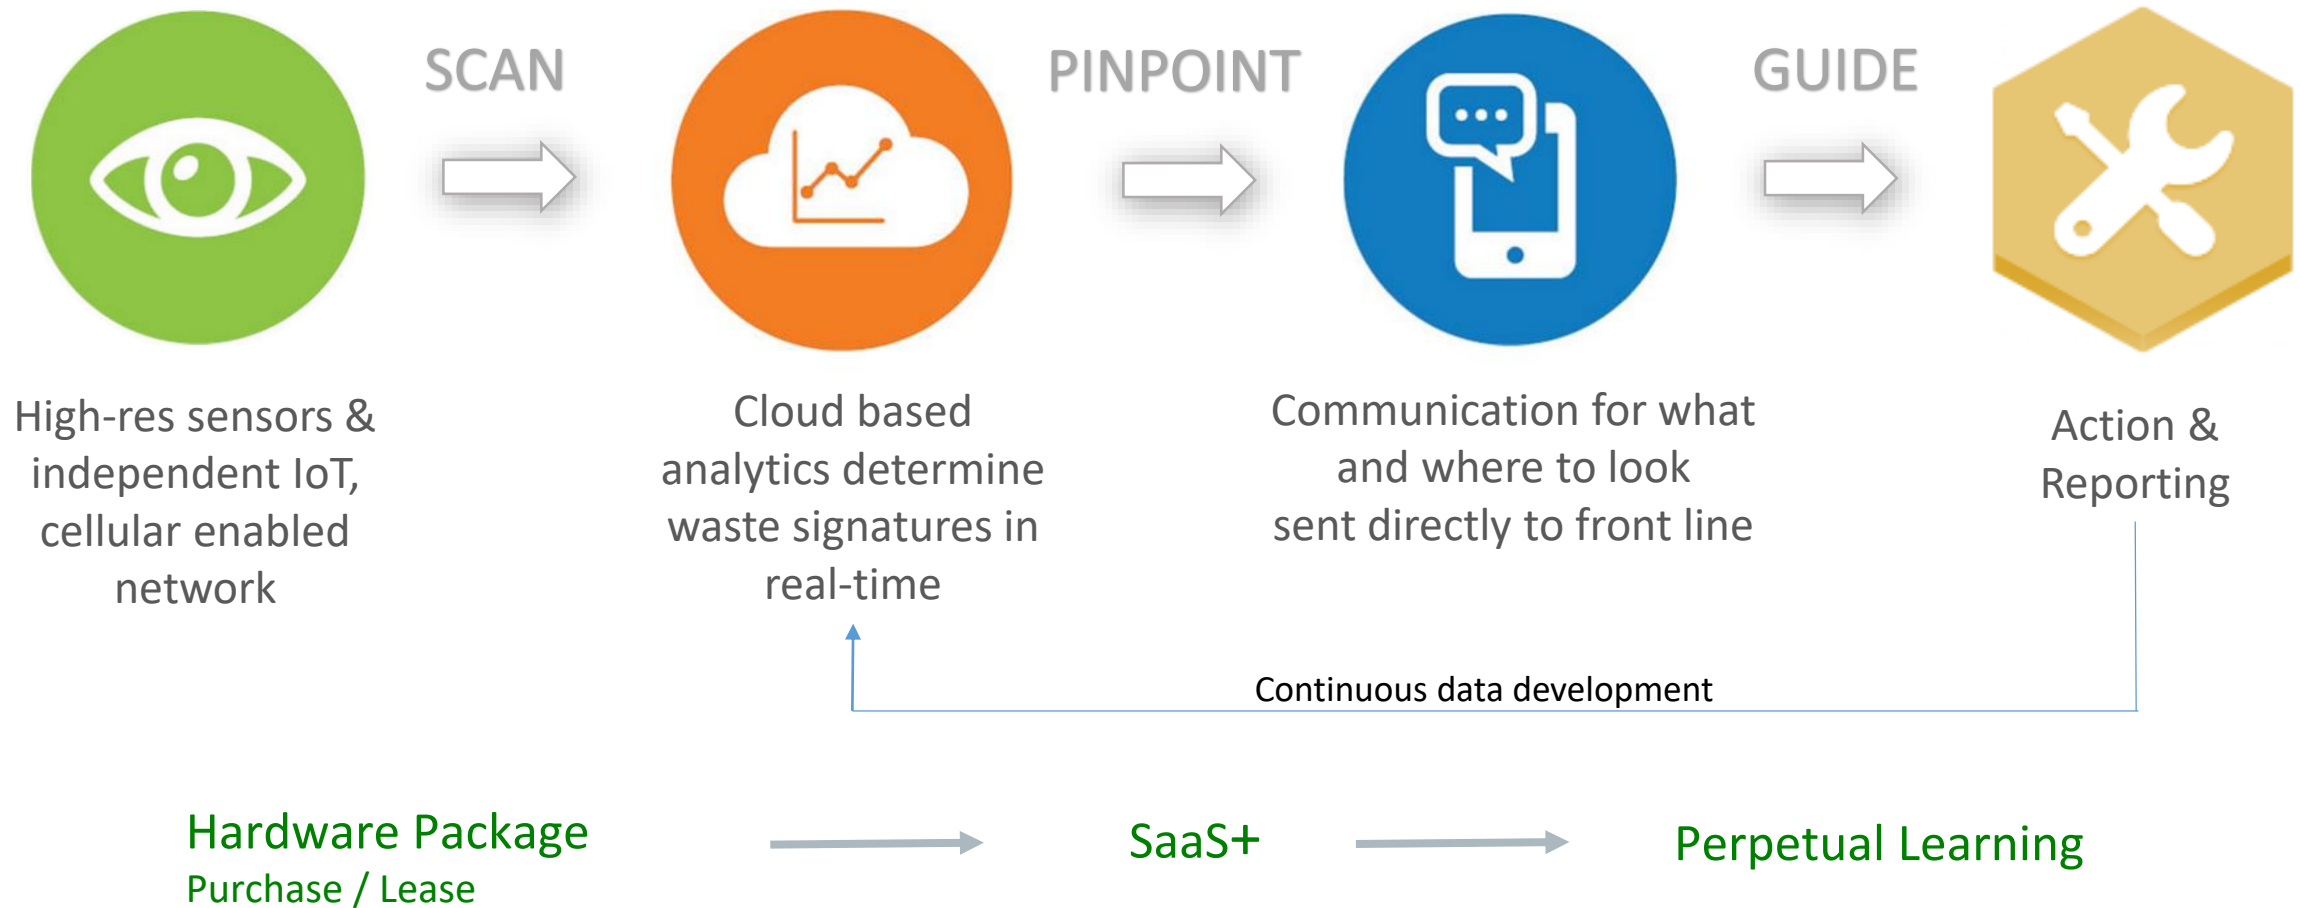 SCAN
PINPOINT
GUIDE
High-res sensors &
independent IoT,
cellular enabled
network
Cloud based
analytics determine
waste signatures in
real-time
Communication for what
and where to look
sent directly to front line
Action &
Reporting
Continuous data development
Hardware Package
Purchase / Lease
SaaS+
Perpetual Learning